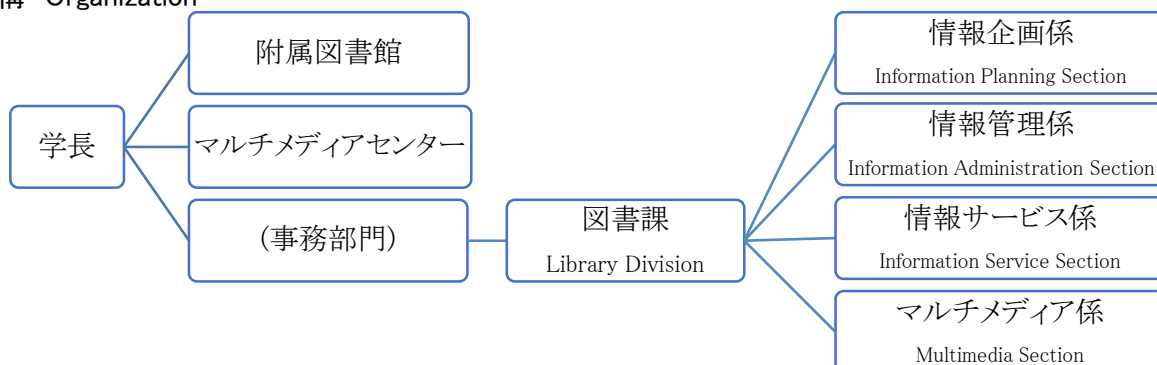 構 Organization
学長
附属図書館
マルチメディアセンター
(事務部門)
図書課
Library Division
情報企画係
Information Planning Section
情報管理係
Information Administration Section
情報サービス係
Information Service Section
マルチメディア係
Multimedia Section